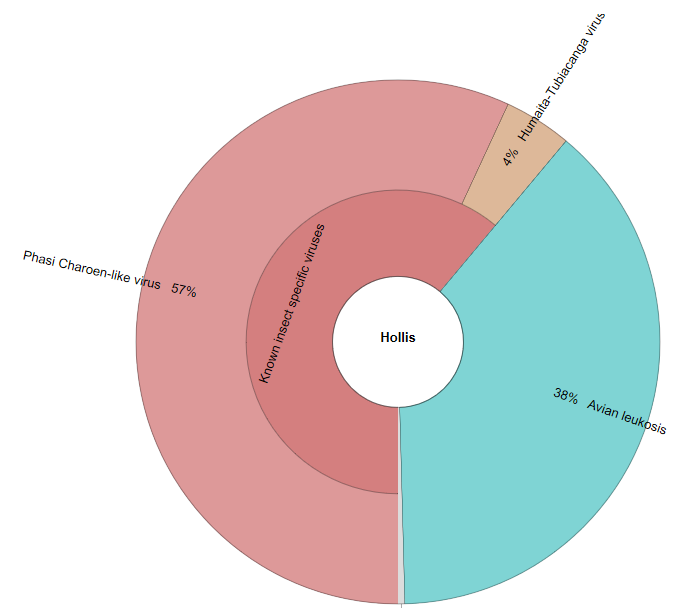 4% Humaita-Tubiacanga virus
Known insect specific viruses
Phasi Charoen-like virus 57%
Hollis
38% Avian leukosis